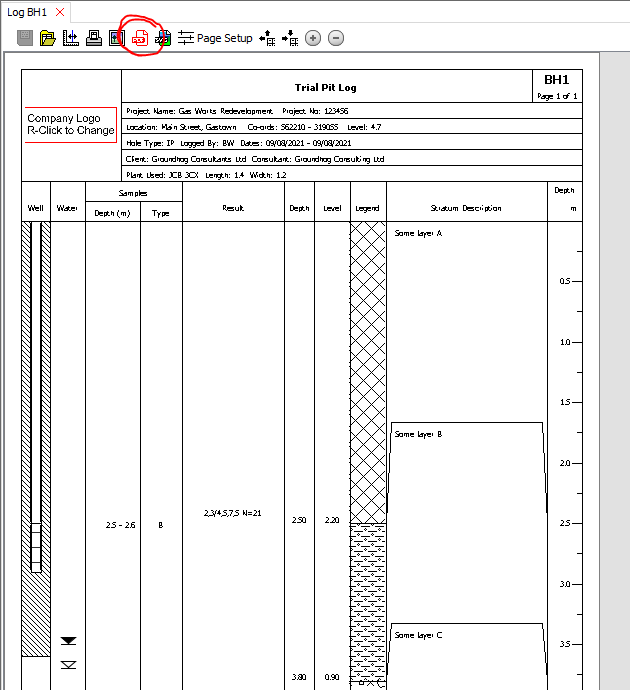 Log BH1
Page Setup
Trial Pit Log
BH1
Page 1 of 1
Company Logo
R-Click to Change
Project Name: Gas Works Redevelopment Project No: 123456
Location: Main Street, Gastown Co-ords: 562210 - 319055 Level: 4.7
Hole Type: IP Logged By: BW Dates: 09/08/2021 - 09/08/2021
Client: Groundhog Consultants Ltd Consultant: Groundhog Consulting Ltd
Plant Used: JCB 3CX Length: 1.4 Width: 1.2
Well
Water
Samples
Depth (m)
Type
Result
Depth
Level
Legend
Stratum Description
Depth
m
Some layer A
0.5
1.0
1.5
Some layer B
2.0
2.5 - 2.6
B
2,3/4,5,7,5 N=21
2.50
2.20
2.5
3.0
Some layer C
3.5
3.80
0.90